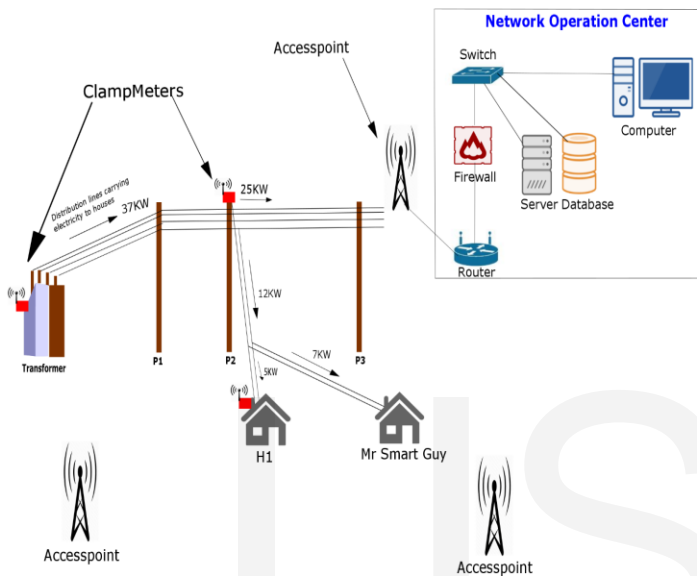 Network Operation Center
Accesspoint
Switch
ClampMeters
Computer
Firewall
Server Database
Distribution lines carrying
electricity to houses
37KW
25KW
Router
12KW
7KW
5KW
Transformer
P1
P2
P3
H1
Mr Smart Guy
Accesspoint
Accesspoint
IS